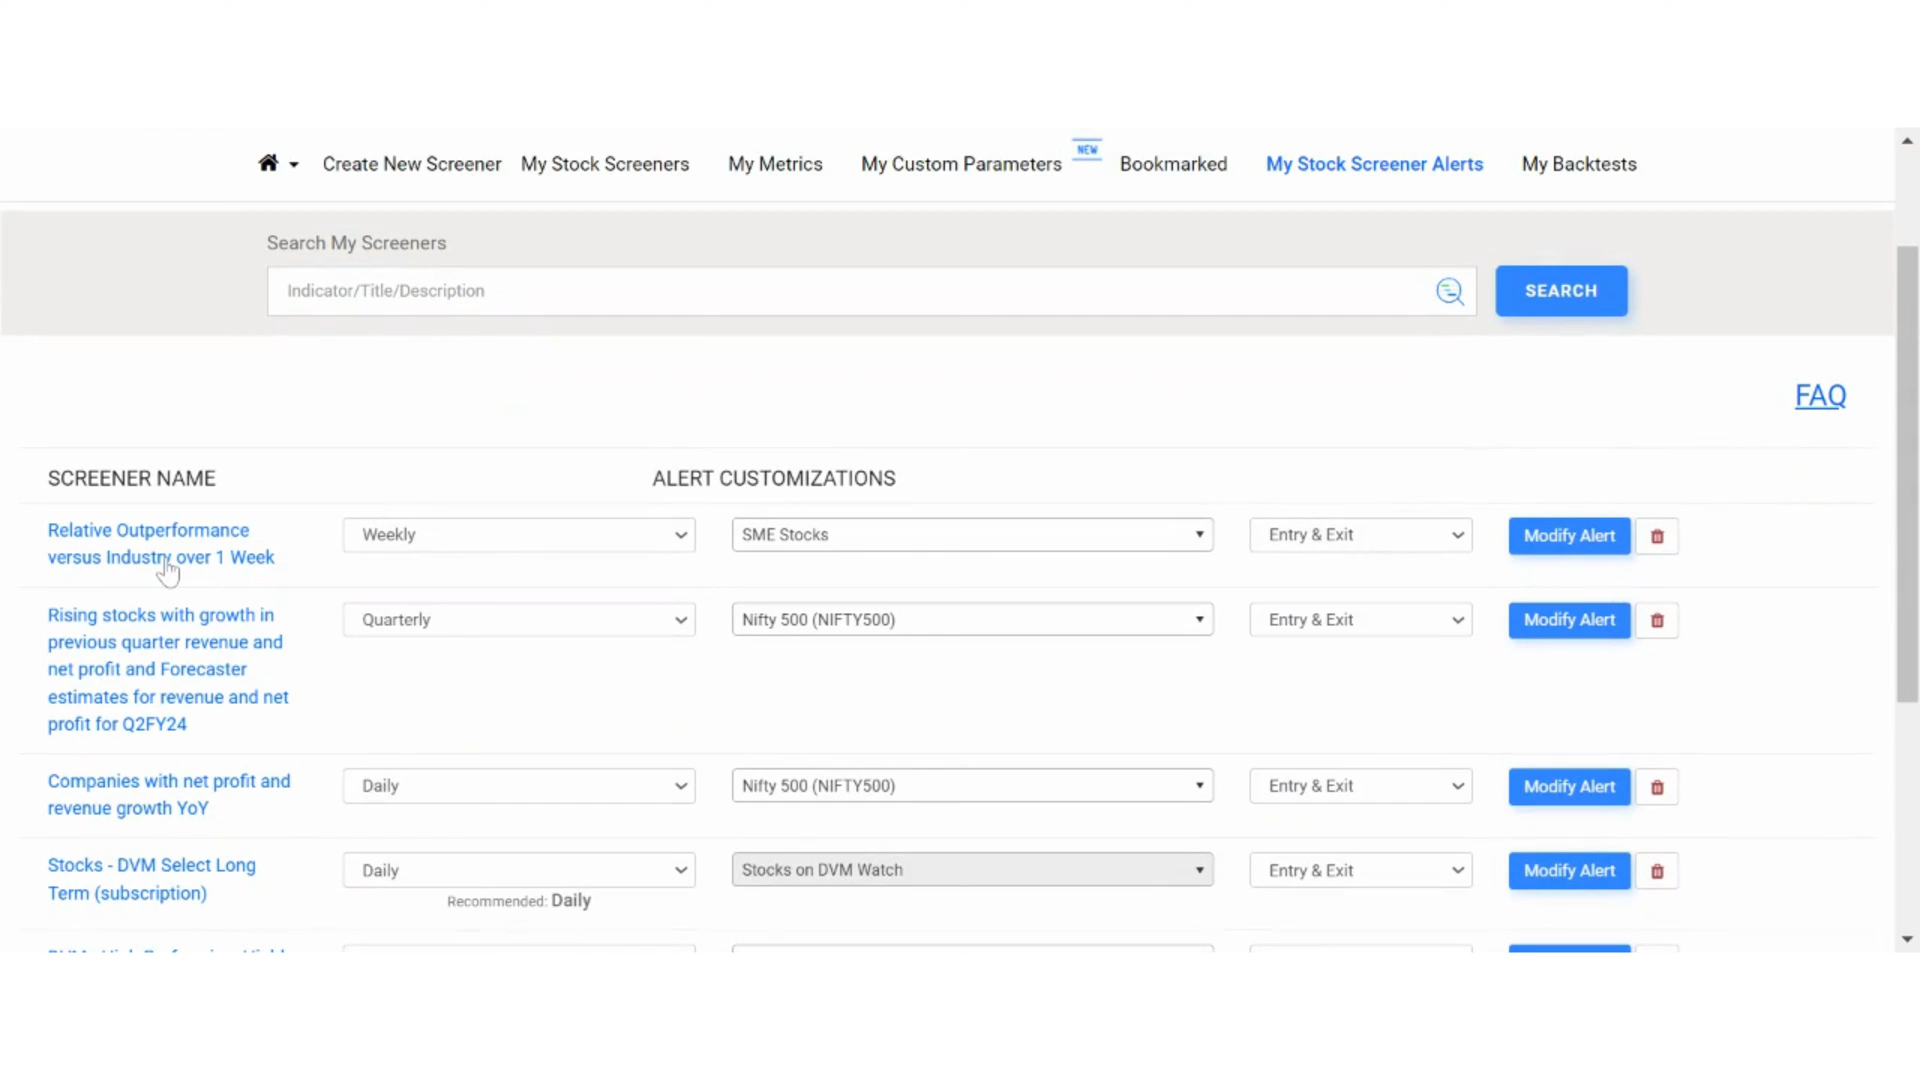 Create New Screener My Stock Screeners My Metrics My Custom Parameters NEW Bookmarked My Stock Screener Alerts My Backtests
Search My Screeners
Indicator/Title/Description SEARCH
FAQ
SCREENER NAME ALERT CUSTOMIZATIONS
Relative Outperformance
versus Industry over 1 Week
Weekly SME Stocks Entry & Exit Modify Alert
Rising stocks with growth in
previous quarter revenue and
net profit and Forecaster
estimates for revenue and net
profit for Q2FY24
Quarterly Nifty 500 (NIFTY500) Entry & Exit Modify Alert
Companies with net profit and
revenue growth YoY
Daily Nifty 500 (NIFTY500) Entry & Exit Modify Alert
Stocks - DVM Select Long
Term (subscription)
Daily Stocks on DVM Watch Entry & Exit Modify Alert
Recommended: Daily